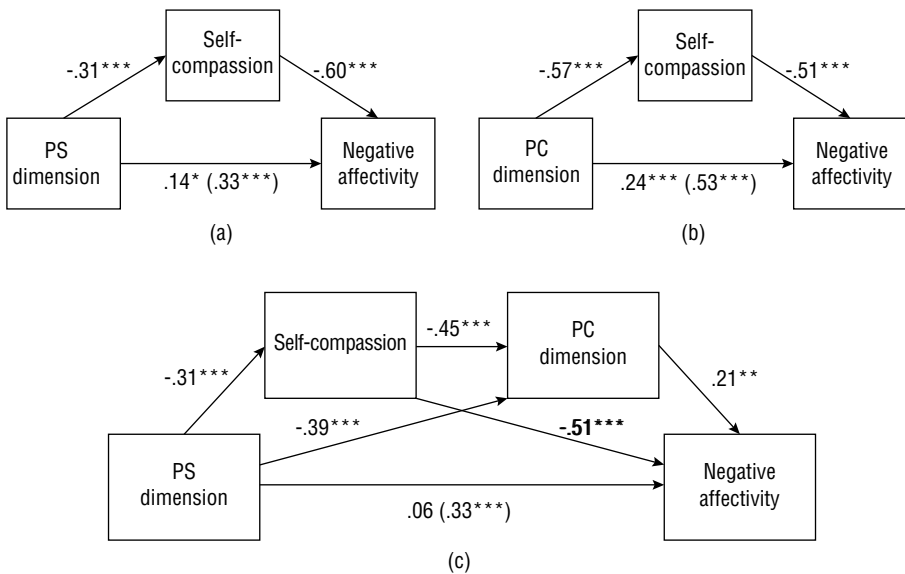 Self-
compassion
-.31***
-.60***
PS
dimension
Negative
affectivity
.14* (.33***)
(a)
Self-
compassion
-.57***
-.51***
PC
dimension
Negative
affectivity
.24*** (.53***)
(b)
Self-compassion
-.45***
PC
dimension
-.31***
.21**
-.39***
-.51***
PS
dimension
Negative
affectivity
.06 (.33***)
(c)